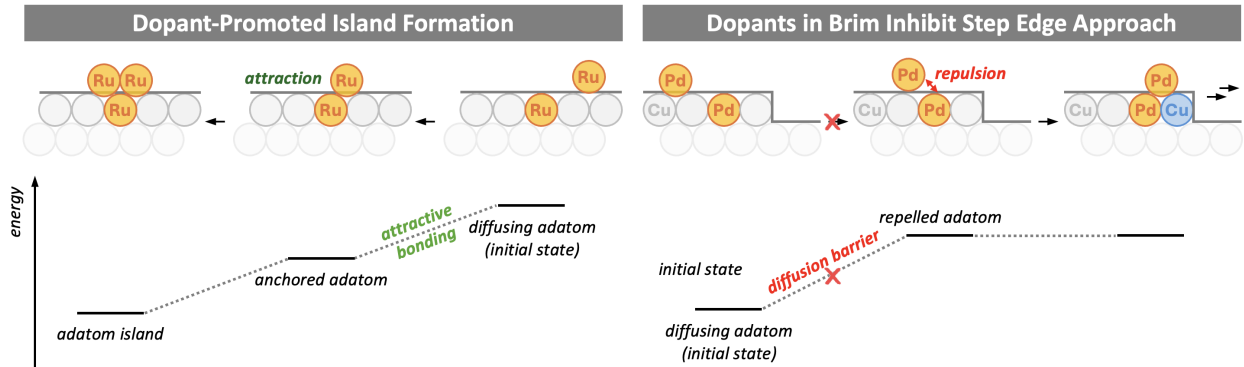 Dopant-Promoted Island Formation
Dopants in Brim Inhibit Step Edge Approach
Ru Ru
Ru
attraction
Ru
Ru
Ru
Ru
Pd
Cu
Pd
Pd
repulsion
Cu
Pd
Pd
Cu
Pd
Cu
energy
adatom island
anchored adatom
attractive
bonding
diffusing adatom
(initial state)
initial state
diffusing adatom
(initial state)
diffusion barrier
repelled adatom